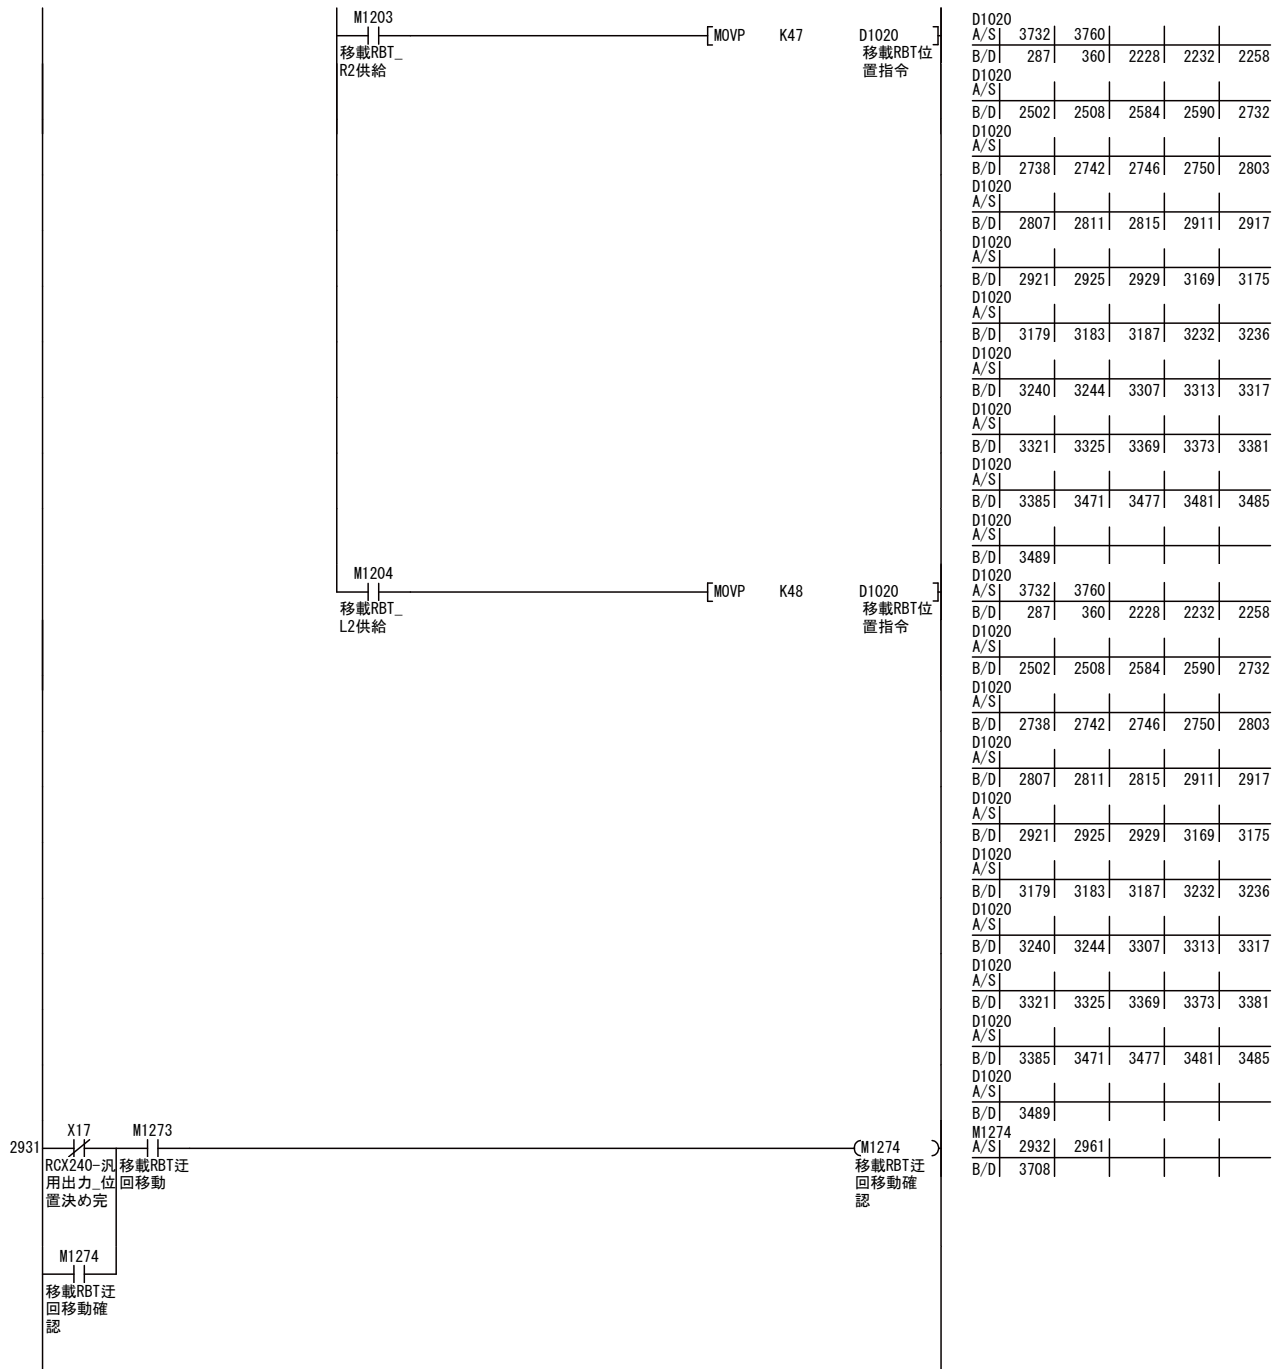 M1203
[MOVP K47 D1020 ]
移載RBT_
R2供給
移載RBT位
置指令
D1020
A/S 3732 3760
B/D 287 360 2228 2232 2258
D1020
A/S
B/D 2502 2508 2584 2590 2732
D1020
A/S
B/D 2738 2742 2746 2750 2803
D1020
A/S
B/D 2807 2811 2815 2911 2917
D1020
A/S
B/D 2921 2925 2929 3169 3175
D1020
A/S
B/D 3179 3183 3187 3232 3236
D1020
A/S
B/D 3240 3244 3307 3313 3317
D1020
A/S
B/D 3321 3325 3369 3373 3381
D1020
A/S
B/D 3385 3471 3477 3481 3485
D1020
A/S
B/D 3489
M1204
[MOVP K48 D1020 ]
移載RBT_
L2供給
移載RBT位
置指令
D1020
A/S 3732 3760
B/D 287 360 2228 2232 2258
D1020
A/S
B/D 2502 2508 2584 2590 2732
D1020
A/S
B/D 2738 2742 2746 2750 2803
D1020
A/S
B/D 2807 2811 2815 2911 2917
D1020
A/S
B/D 2921 2925 2929 3169 3175
D1020
A/S
B/D 3179 3183 3187 3232 3236
D1020
A/S
B/D 3240 3244 3307 3313 3317
D1020
A/S
B/D 3321 3325 3369 3373 3381
D1020
A/S
B/D 3385 3471 3477 3481 3485
D1020
A/S
B/D 3489
2931
X17
RCX240-汎
用出力_位
置決め完
M1273
移載RBT迂
回移動
(M1274 )
移載RBT迂
回移動確
認
M1274
A/S 2932 2961
B/D 3708
M1274
移載RBT迂
回移動確
認